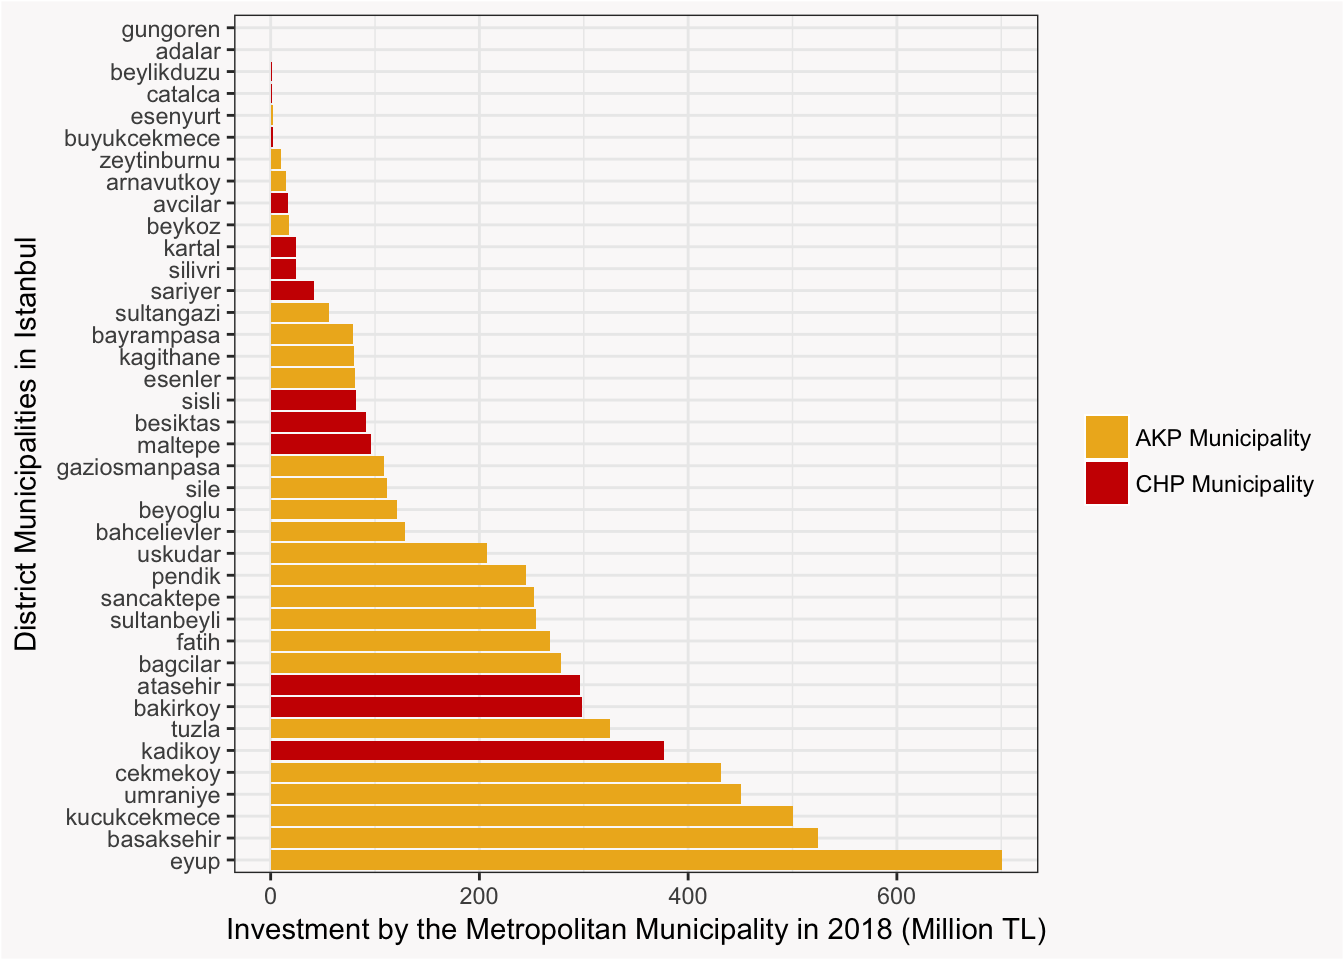 gungoren
adalar
beylikduzu
catalca
esenyurt
buyukcekmece
zeytinburnu
arnavutkoy
avcilar
beykoz
kartal
silivri
sariyer
sultangazi
bayrampasa
kagithane
esenler
sisli
besiktas
maltepe
gaziosmanpasa
sile
beyoglu
bahcelievler
uskudar
pendik
sancaktepe
sultanbeyli
fatih
bagcilar
atasehir
bakirkoy
tuzla
kadikoy
cekmekoy
umraniye
kucukcekmece
basaksehir
eyup
District Municipalities in Istanbul
0 200 400 600
Investment by the Metropolitan Municipality in 2018 (Million TL)
AKP Municipality
CHP Municipality